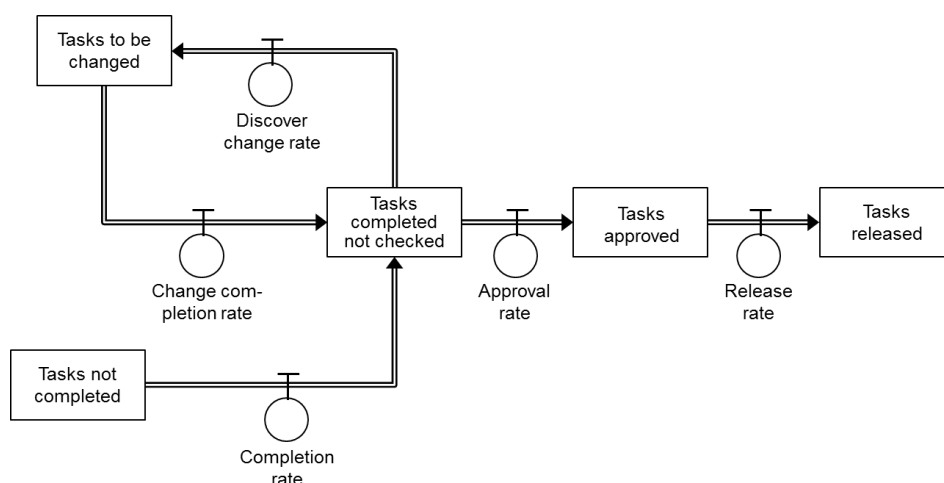 Tasks to be
changed
Discover
change rate
Tasks
completed
not checked
Tasks
approved
Tasks
released
Change com-
pletion rate
Approval
rate
Release
rate
Tasks not
completed
Completion
rate